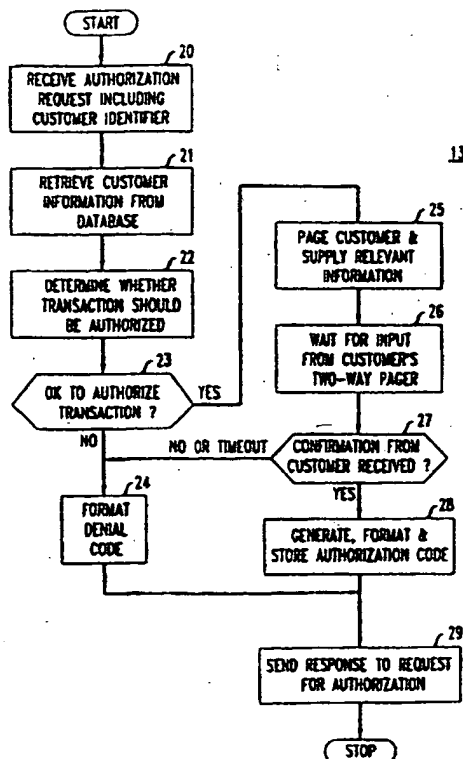 START
20
RECEIVE AUTHORIZATION
REQUEST INCLUDING
CUSTOMER IDENTIFIER
21
RETRIEVE CUSTOMER
INFORMATION FROM
DATABASE
22
DETERMINE WHETHER
TRANSACTION SHOULD
BE AUTHORIZED
23
OK TO AUTHORIZE
TRANSACTION ?
YES
NO
24
FORMAT
DENIAL
CODE
13
25
PAGE CUSTOMER &
SUPPLY RELEVANT
INFORMATION
26
WAIT FOR INPUT
FROM CUSTOMER'S
TWO-WAY PAGER
27
CONFIRMATION FROM
CUSTOMER RECEIVED ?
NO OR TIMEOUT
YES
28
GENERATE, FORMAT &
STORE AUTHORIZATION CODE
29
SEND RESPONSE TO REQUEST
FOR AUTHORIZATION
STOP